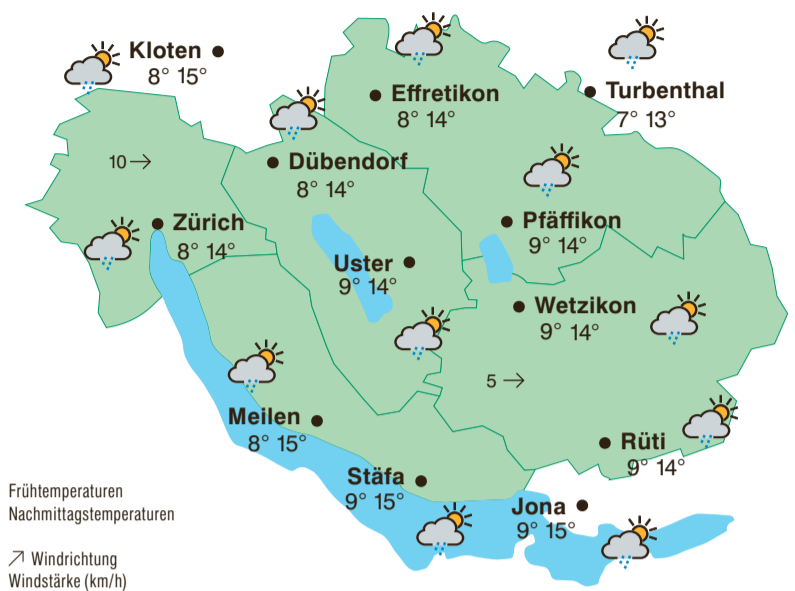 Kloten
8° 15°
Effretikon
8° 14°
Turbenthal
7° 13°
10
Dübendorf
8° 14°
Zürich
8° 14°
Pfäffikon
9° 14°
Uster
9° 14°
Wetzikon
9° 14°
5
Meilen
8° 15°
Rüti
9° 14°
Stäfa
9° 15°
Jona
9° 15°
Frühtemperaturen
Nachmittagstemperaturen
Windrichtung
Windstärke (km/h)